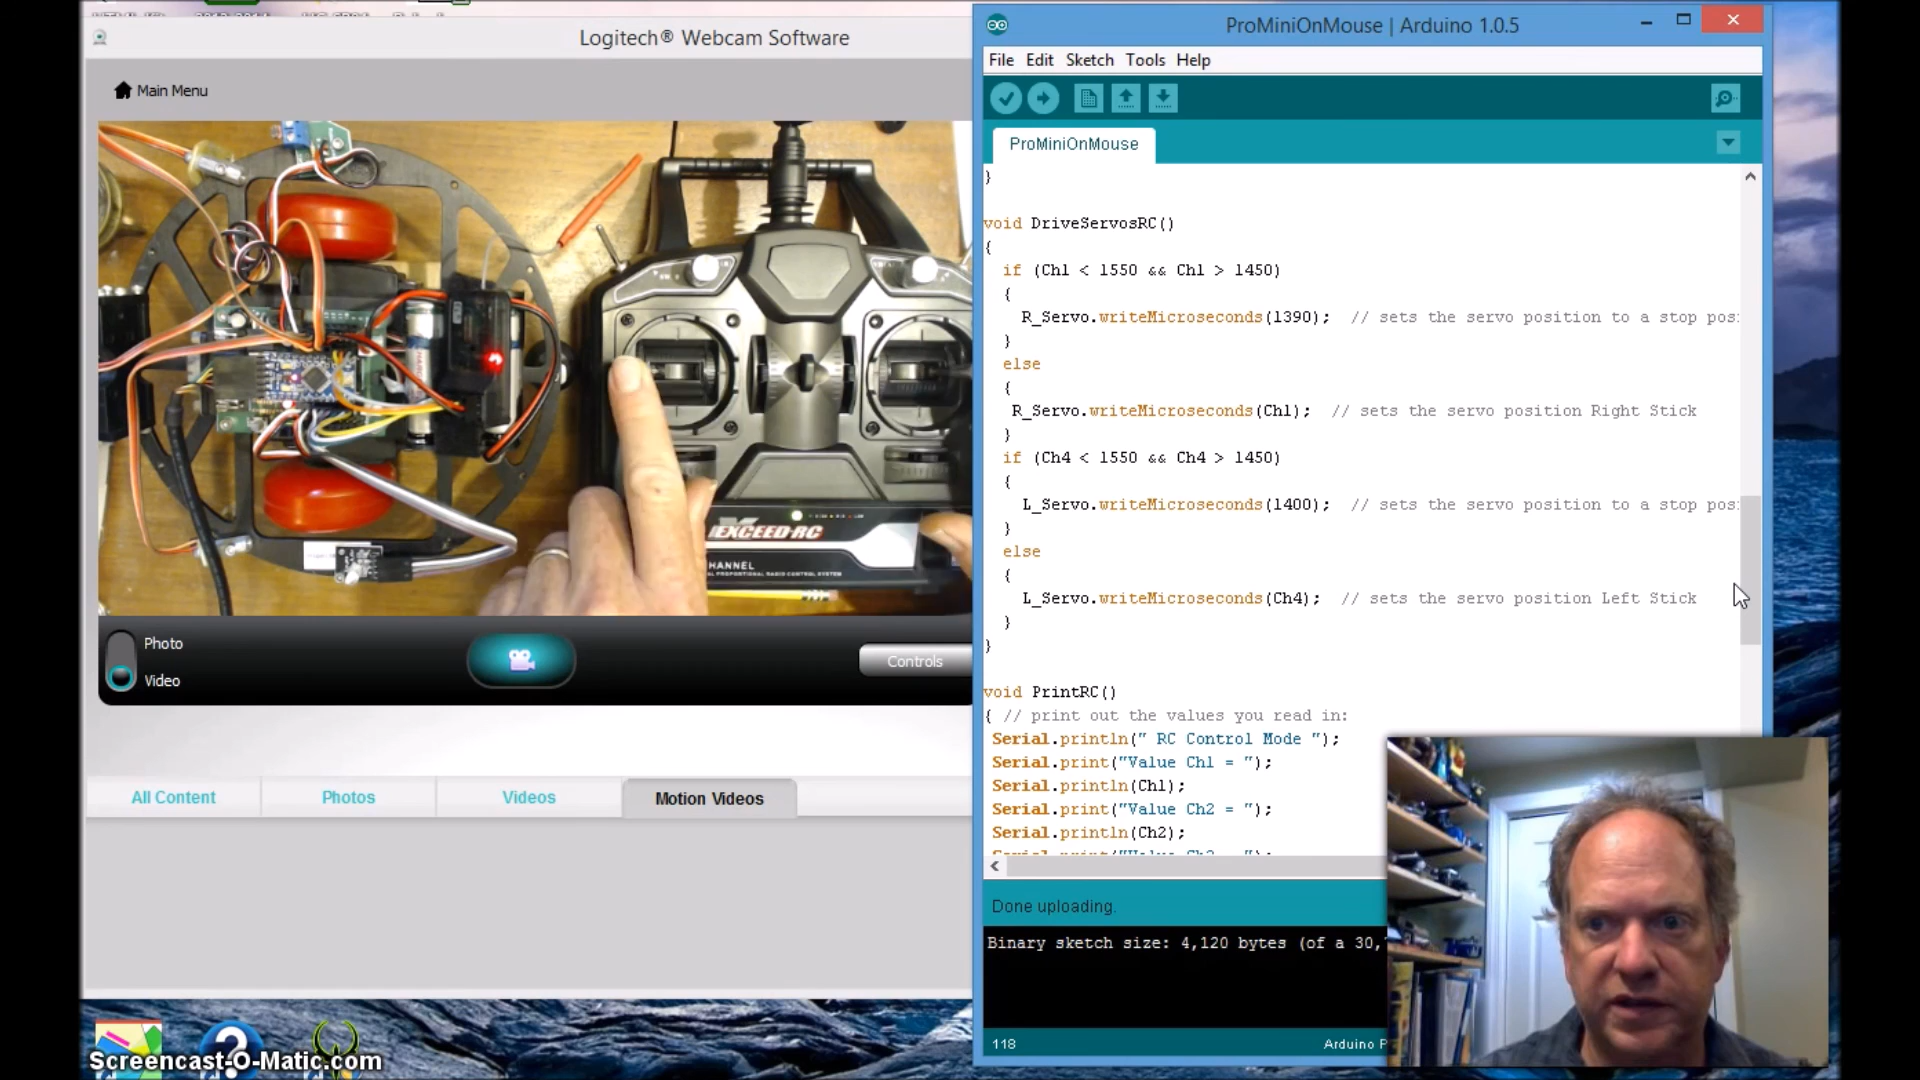 Logitech® Webcam Software
Main Menu
EXCEED-RC
HANNEL
Photo
Video
Controls
All Content
Photos
Videos
Motion Videos
Screencast-O-Matic.com
ProMiniOnMouse | Arduino 1.0.5
File Edit Sketch Tools Help
ProMiniOnMouse
}
void DriveServosRC()
{
if (Ch1 < 1550 && Ch1 > 1450)
{
R_Servo.writeMicroseconds(1390); // sets the servo position to a stop pos
}
else
{
R_Servo.writeMicroseconds(Ch1); // sets the servo position Right Stick
}
if (Ch4 < 1550 && Ch4 > 1450)
{
L_Servo.writeMicroseconds(1400); // sets the servo position to a stop pos
}
else
{
L_Servo.writeMicroseconds(Ch4); // sets the servo position Left Stick
}
}
void PrintRC()
{ // print out the values you read in:
Serial.println(" RC Control Mode ");
Serial.print("Value Ch1 = ");
Serial.println(Ch1);
Serial.print("Value Ch2 = ");
Serial.println(Ch2);
Done uploading.
Binary sketch size: 4,120 bytes (of a 30,
118
Arduino P